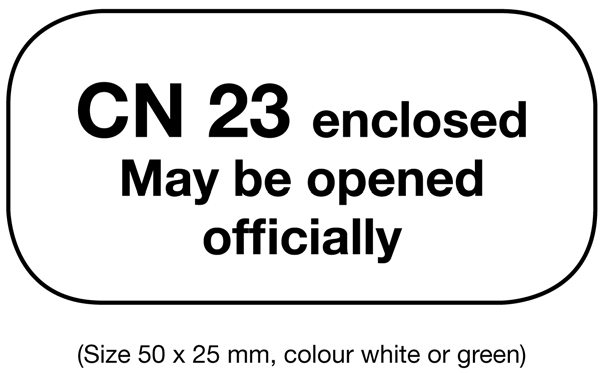 CN 23 enclosed
May be opened
officially
(Size 50 x 25 mm, colour white or green)